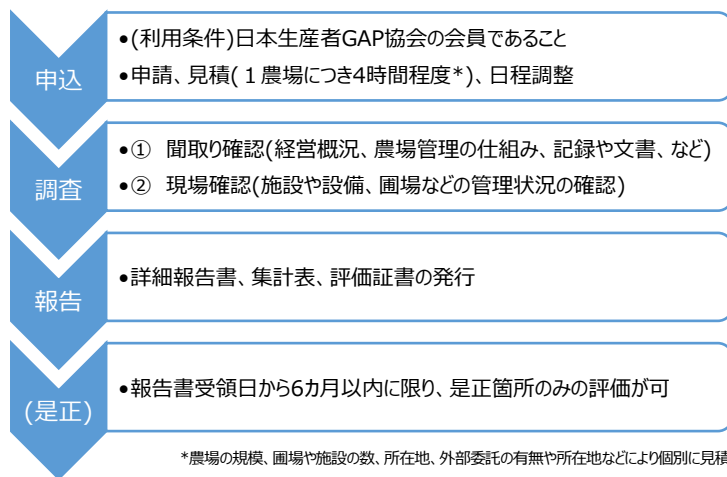 申込
•(利用条件)日本生産者GAP協会の会員であること
•申請、見積(１農場につき4時間程度*)、日程調整
調査
•① 聞取り確認(経営概況、農場管理の仕組み、記録や文書、など)
•② 現場確認(施設や設備、圃場などの管理状況の確認)
報告
•詳細報告書、集計表、評価証書の発行
(是正)
•報告書受領日から6カ月以内に限り、是正箇所のみの評価が可
*農場の規模、圃場や施設の数、所在地、外部委託の有無や所在地などにより個別に見積